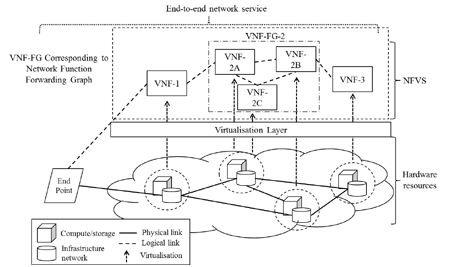 End-to-end network service
VNF-FG-2
VNF-FG Corresponding to
Network Function
Forwarding Graph
VNF-
2A
VNF-
2B
VNF-1
VNF-
2C
VNF-3
NFVS
Virtualisation Layer
Hardware
resources
End
Point
Compute/storage
Physical link
Logical link
Infrastructure
network
Virtualisation